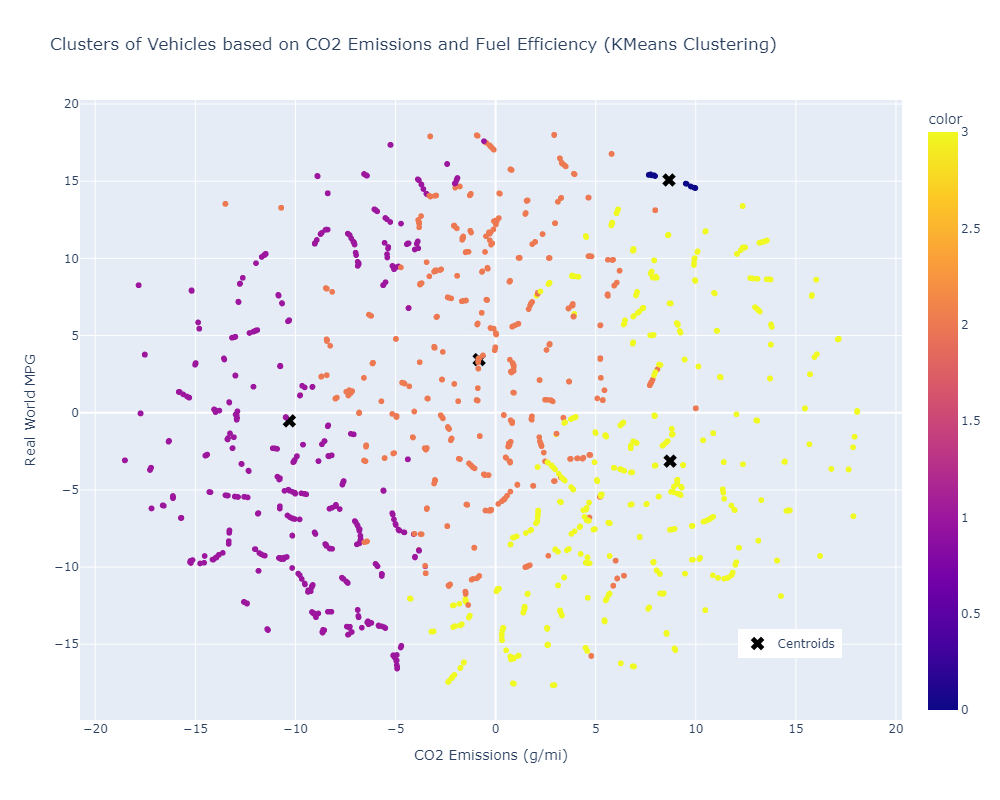 Clusters of Vehicles based on CO2 Emissions and Fuel Efficiency (KMeans Clustering)
color
3
2.5
2
1.5
1
0.5
0
20
15
10
5
0
−5
−10
−15
Real World MPG
−20 −15 −10 −5 0 5 10 15 20
CO2 Emissions (g/mi)
Centroids